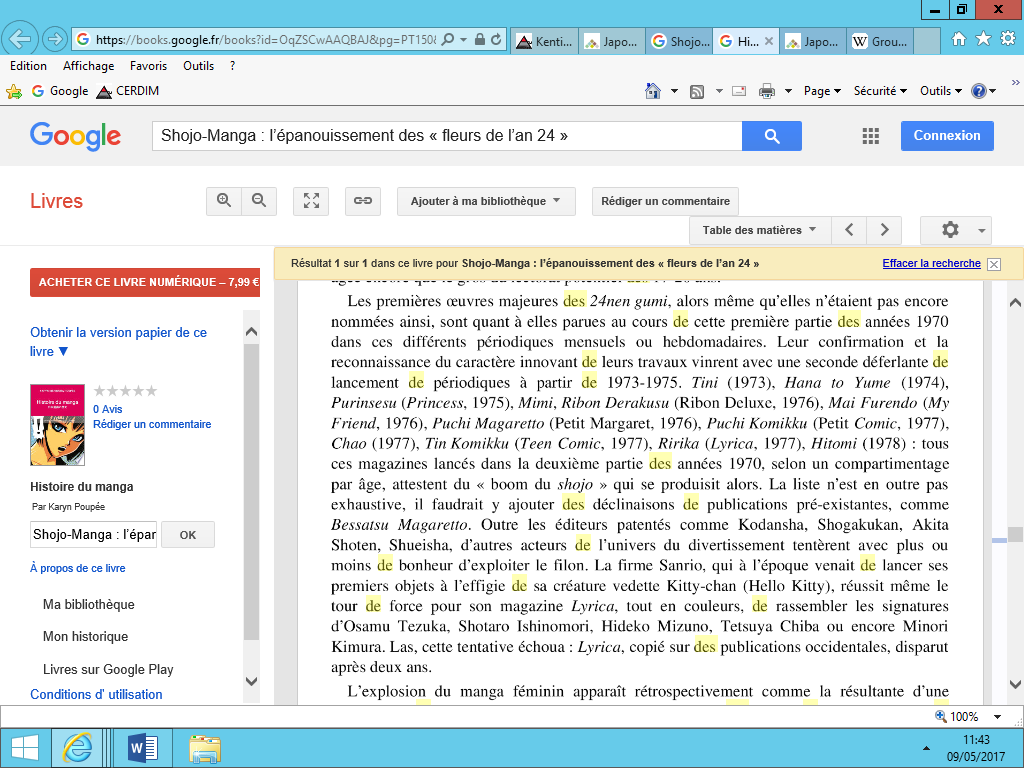 https://books.google.fr/books?id=OqZSCwAAQBAJ&pg=PT150&
Kenti...
Japo...
Shojo...
Hi...
Japo...
Grou...
Edition Affichage Favoris Outils ?
Google CERDIM
Page Sécurité Outils
Google
Shojo-Manga : l’épanouissement des « fleurs de l’an 24 »
Connexion
Livres
Ajouter à ma bibliothèque
Rédiger un commentaire
Table des matières
ACHETER CE LIVRE NUMÉRIQUE – 7,99 €
Obtenir la version papier de ce
livre ▼
0 Avis
Rédiger un commentaire
Histoire du manga
Histoire du manga
Par Karyn Poupée
Shojo-Manga : l'épar
OK
À propos de ce livre
Ma bibliothèque
Mon historique
Livres sur Google Play
Conditions d' utilisation
Résultat 1 sur 1 dans ce livre pour Shojo-Manga : l’épanouissement des « fleurs de l’an 24 »
Effacer la recherche
Les premières œuvres majeures des 24nen gumi, alors même qu’elles n’étaient pas encore
nommées ainsi, sont quant à elles parues au cours de cette première partie des années 1970
dans ces différents périodiques mensuels ou hebdomadaires. Leur confirmation et la
reconnaissance du caractère innovant de leurs travaux vinrent avec une seconde déferlante de
lancement de périodiques à partir de 1973-1975. Tini (1973), Hana to Yume (1974),
Purinsesu (Princess, 1975), Mimi, Ribon Derakusu (Ribon Deluxe, 1976), Mai Furendo (My
Friend, 1976), Puchi Magaretto (Petit Margaret, 1976), Puchi Komikku (Petit Comic, 1977),
Chao (1977), Tin Komikku (Teen Comic, 1977), Ririka (Lyrica, 1977), Hitomi (1978) : tous
ces magazines lancés dans la deuxième partie des années 1970, selon un compartimentage
par âge, attestent du « boom du shojo » qui se produisit alors. La liste n’est en outre pas
exhaustive, il faudrait y ajouter des déclinaisons de publications pré-existantes, comme
Bessatsu Magaretto. Outre les éditeurs patentés comme Kodansha, Shogakukan, Akita
Shoten, Shueisha, d’autres acteurs de l’univers du divertissement tentèrent avec plus ou
moins de bonheur d’exploiter le filon. La firme Sanrio, qui à l’époque venait de lancer ses
premiers objets à l’effigie de sa créature vedette Kitty-chan (Hello Kitty), réussit même le
tour de force pour son magazine Lyrica, tout en couleurs, de rassembler les signatures
d’Osamu Tezuka, Shotaro Ishinomori, Hideko Mizuno, Tetsuya Chiba ou encore Minori
Kimura. Las, cette tentative échoua : Lyrica, copié sur des publications occidentales, disparut
après deux ans.
L’explosion du manga féminin apparaît rétrospectivement comme la résultante d’une
100%
11:43
09/05/2017